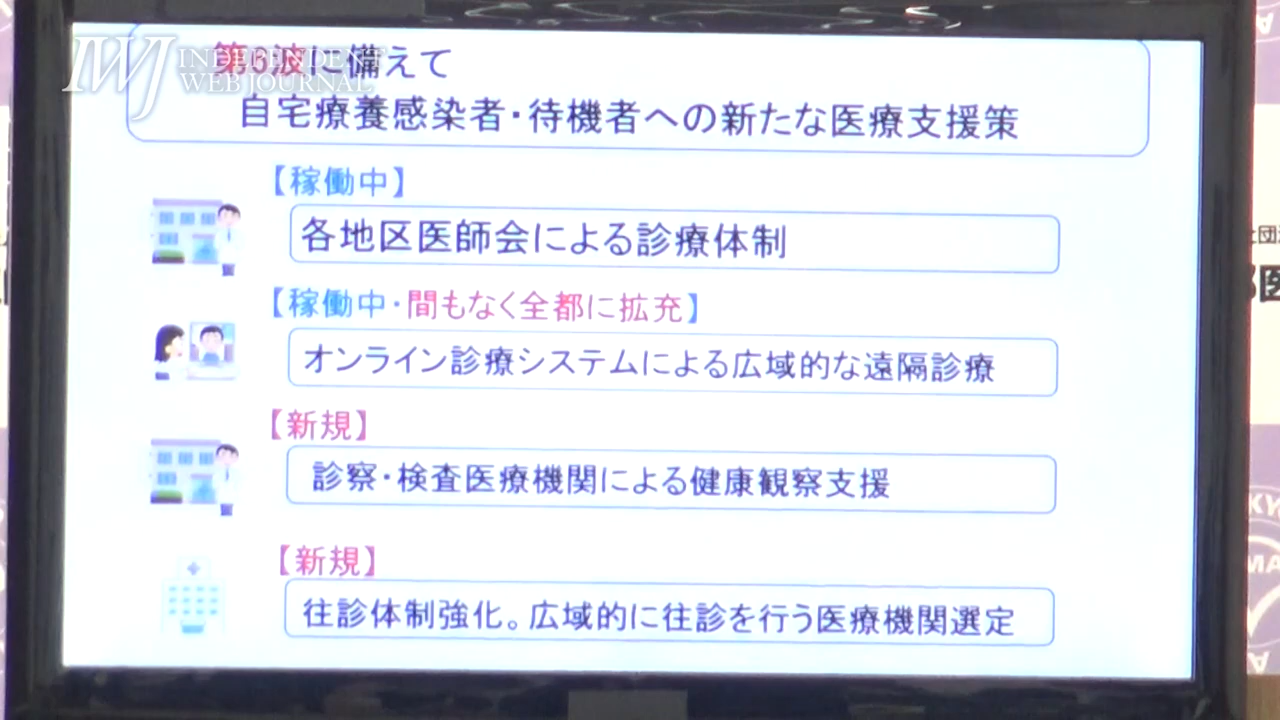 IWJ INDEPENDENT
WEB JOURNAL
に備えて
自宅療養感染者・待機者への新たな医療支援策
【稼働中】
各地区医師会による診療体制
【稼働中・間もなく全都に拡充】
オンライン診療システムによる広域的な遠隔診療
【新規】
診察・検査医療機関による健康観察支援
【新規】
往診体制強化。広域的に往診を行う医療機関選定